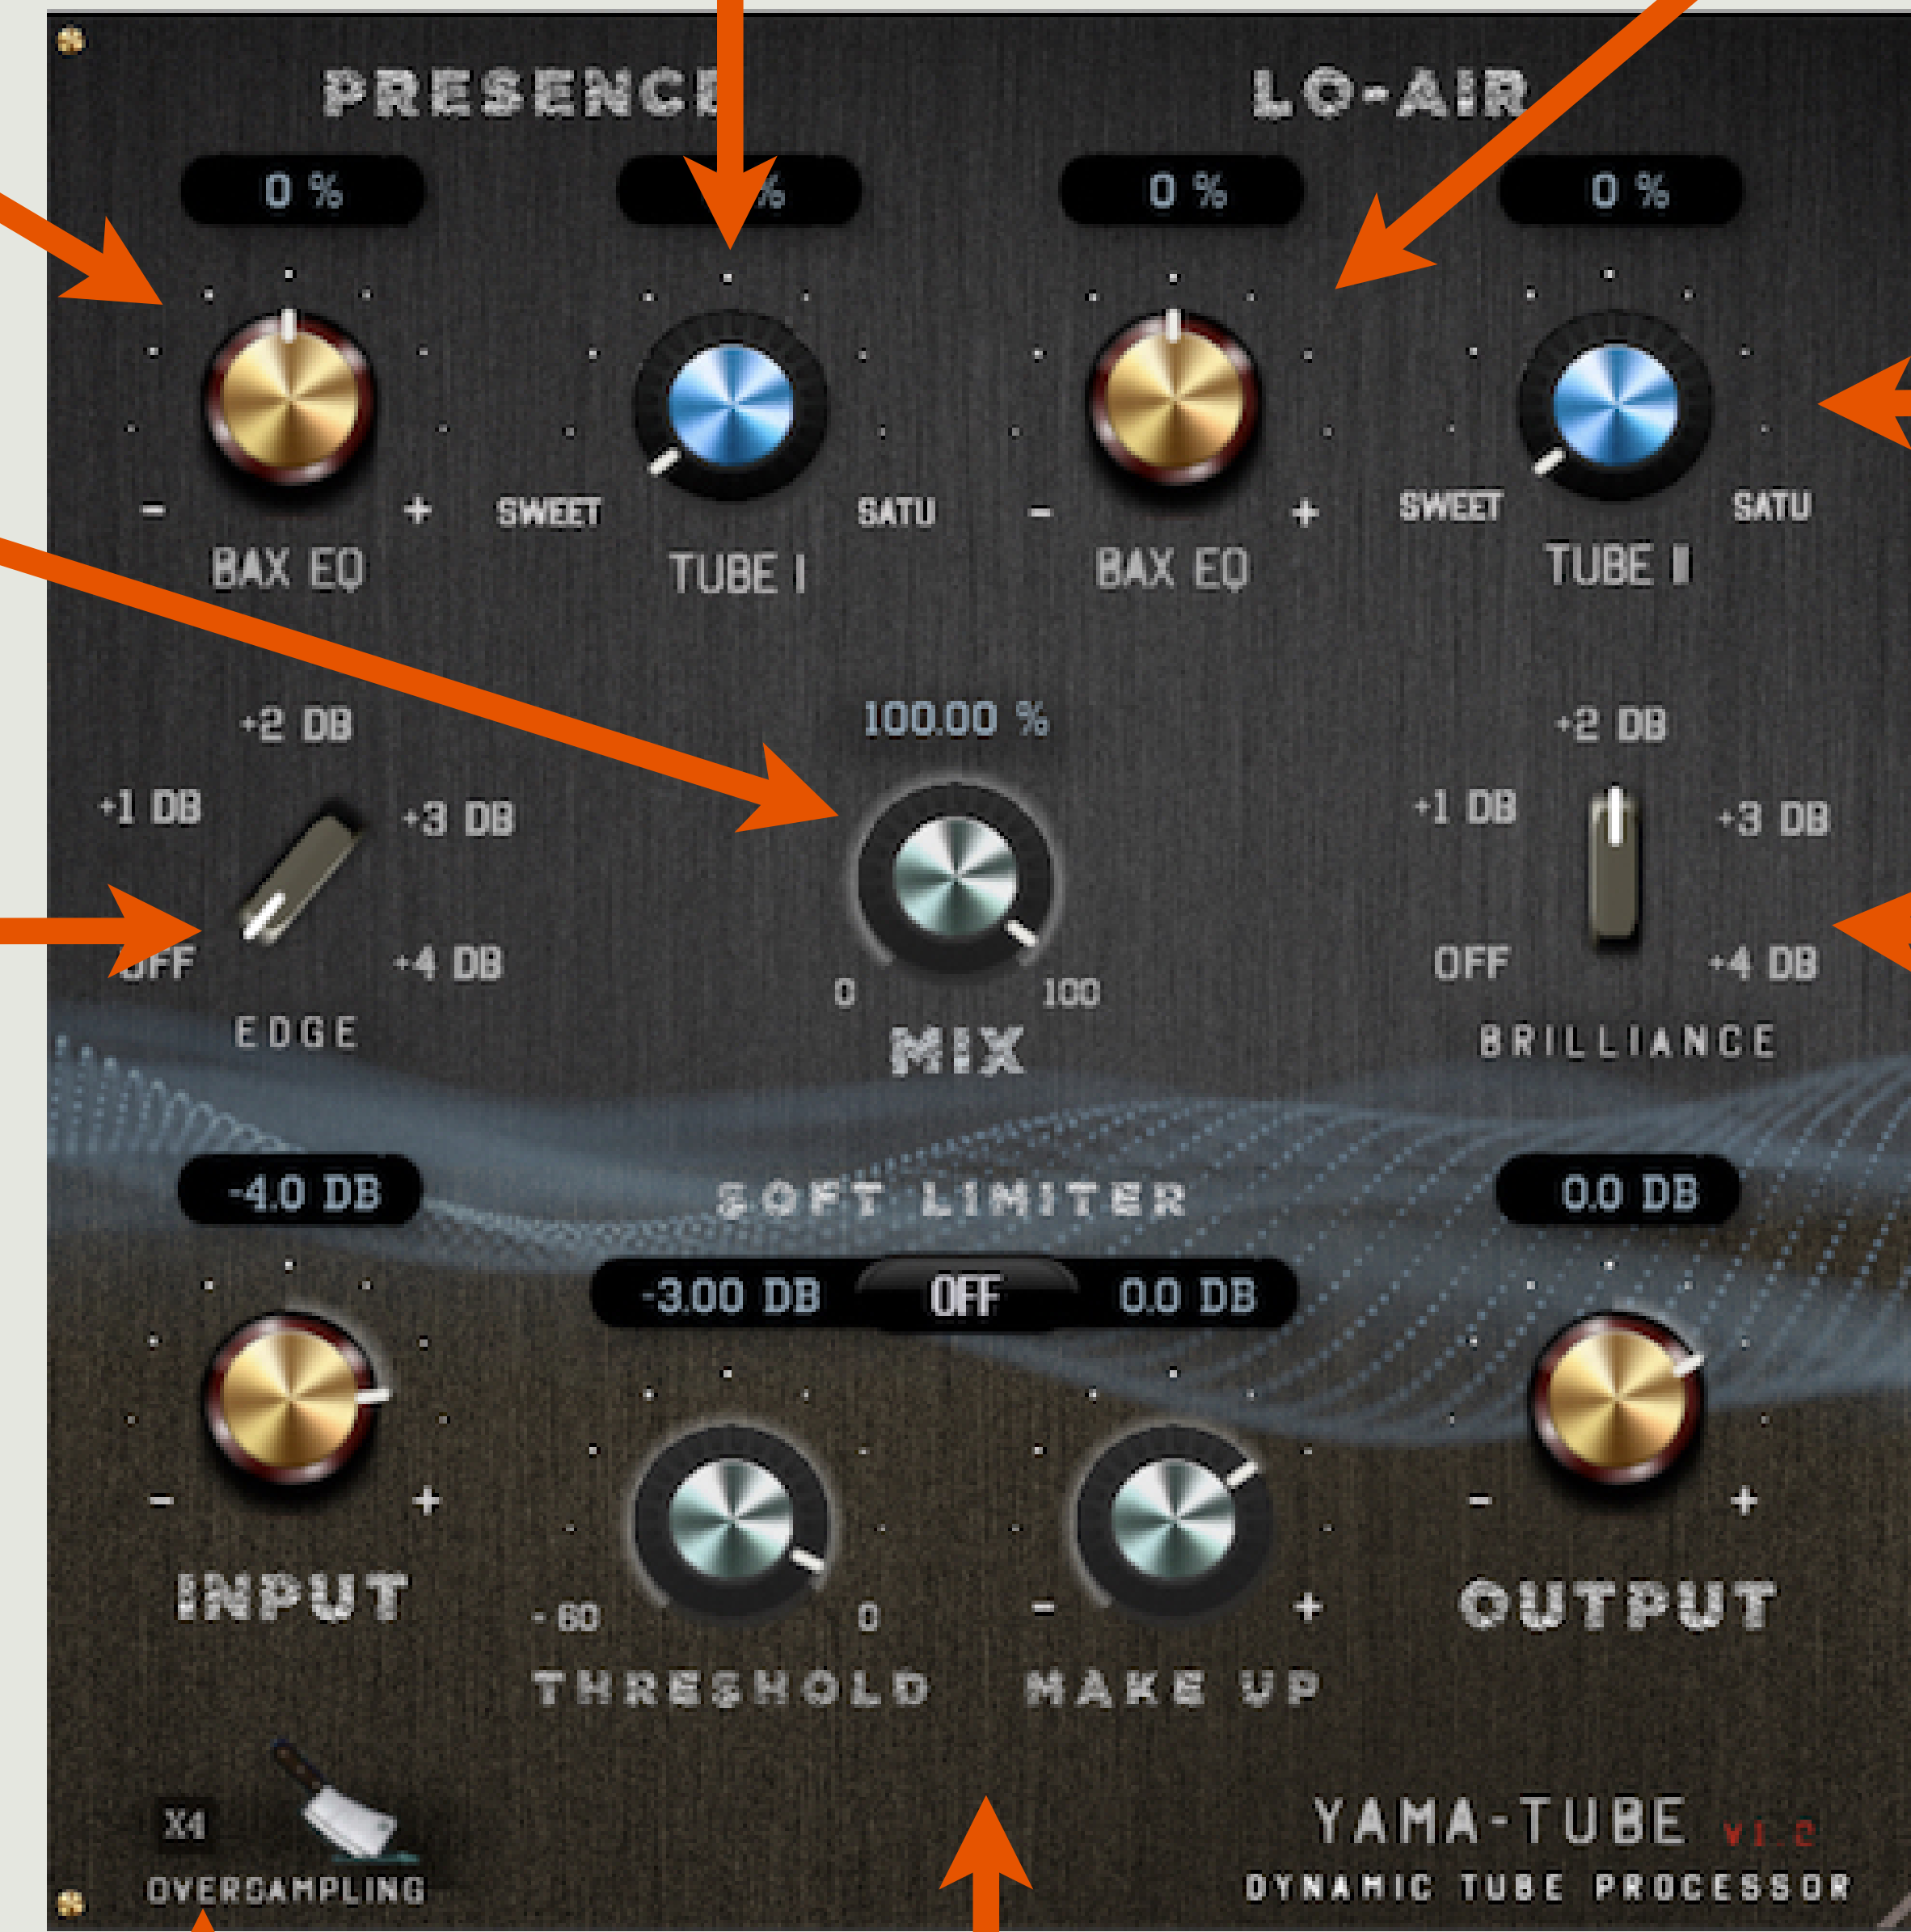 PRESENCE LO-AIR
0 % % 0 % 0 %
- + SWEET SATU - + SWEET SATU
BAX EQ TUBE I BAX EQ TUBE II
+2 DB 100.00 % +2 DB
+1 DB +3 DB +1 DB +3 DB
OFF +4 DB OFF +4 DB
0 100
EDGE MIX BRILLIANCE
-4.0 DB SOFT LIMITER 0.0 DB
-3.00 DB OFF 0.0 DB
- + - +
INPUT - 60 0 - + OUTPUT
THRESHOLD MAKE UP
X4 YAMA-TUBE v1.2
OVERSAMPLING DYNAMIC TUBE PROCESSOR